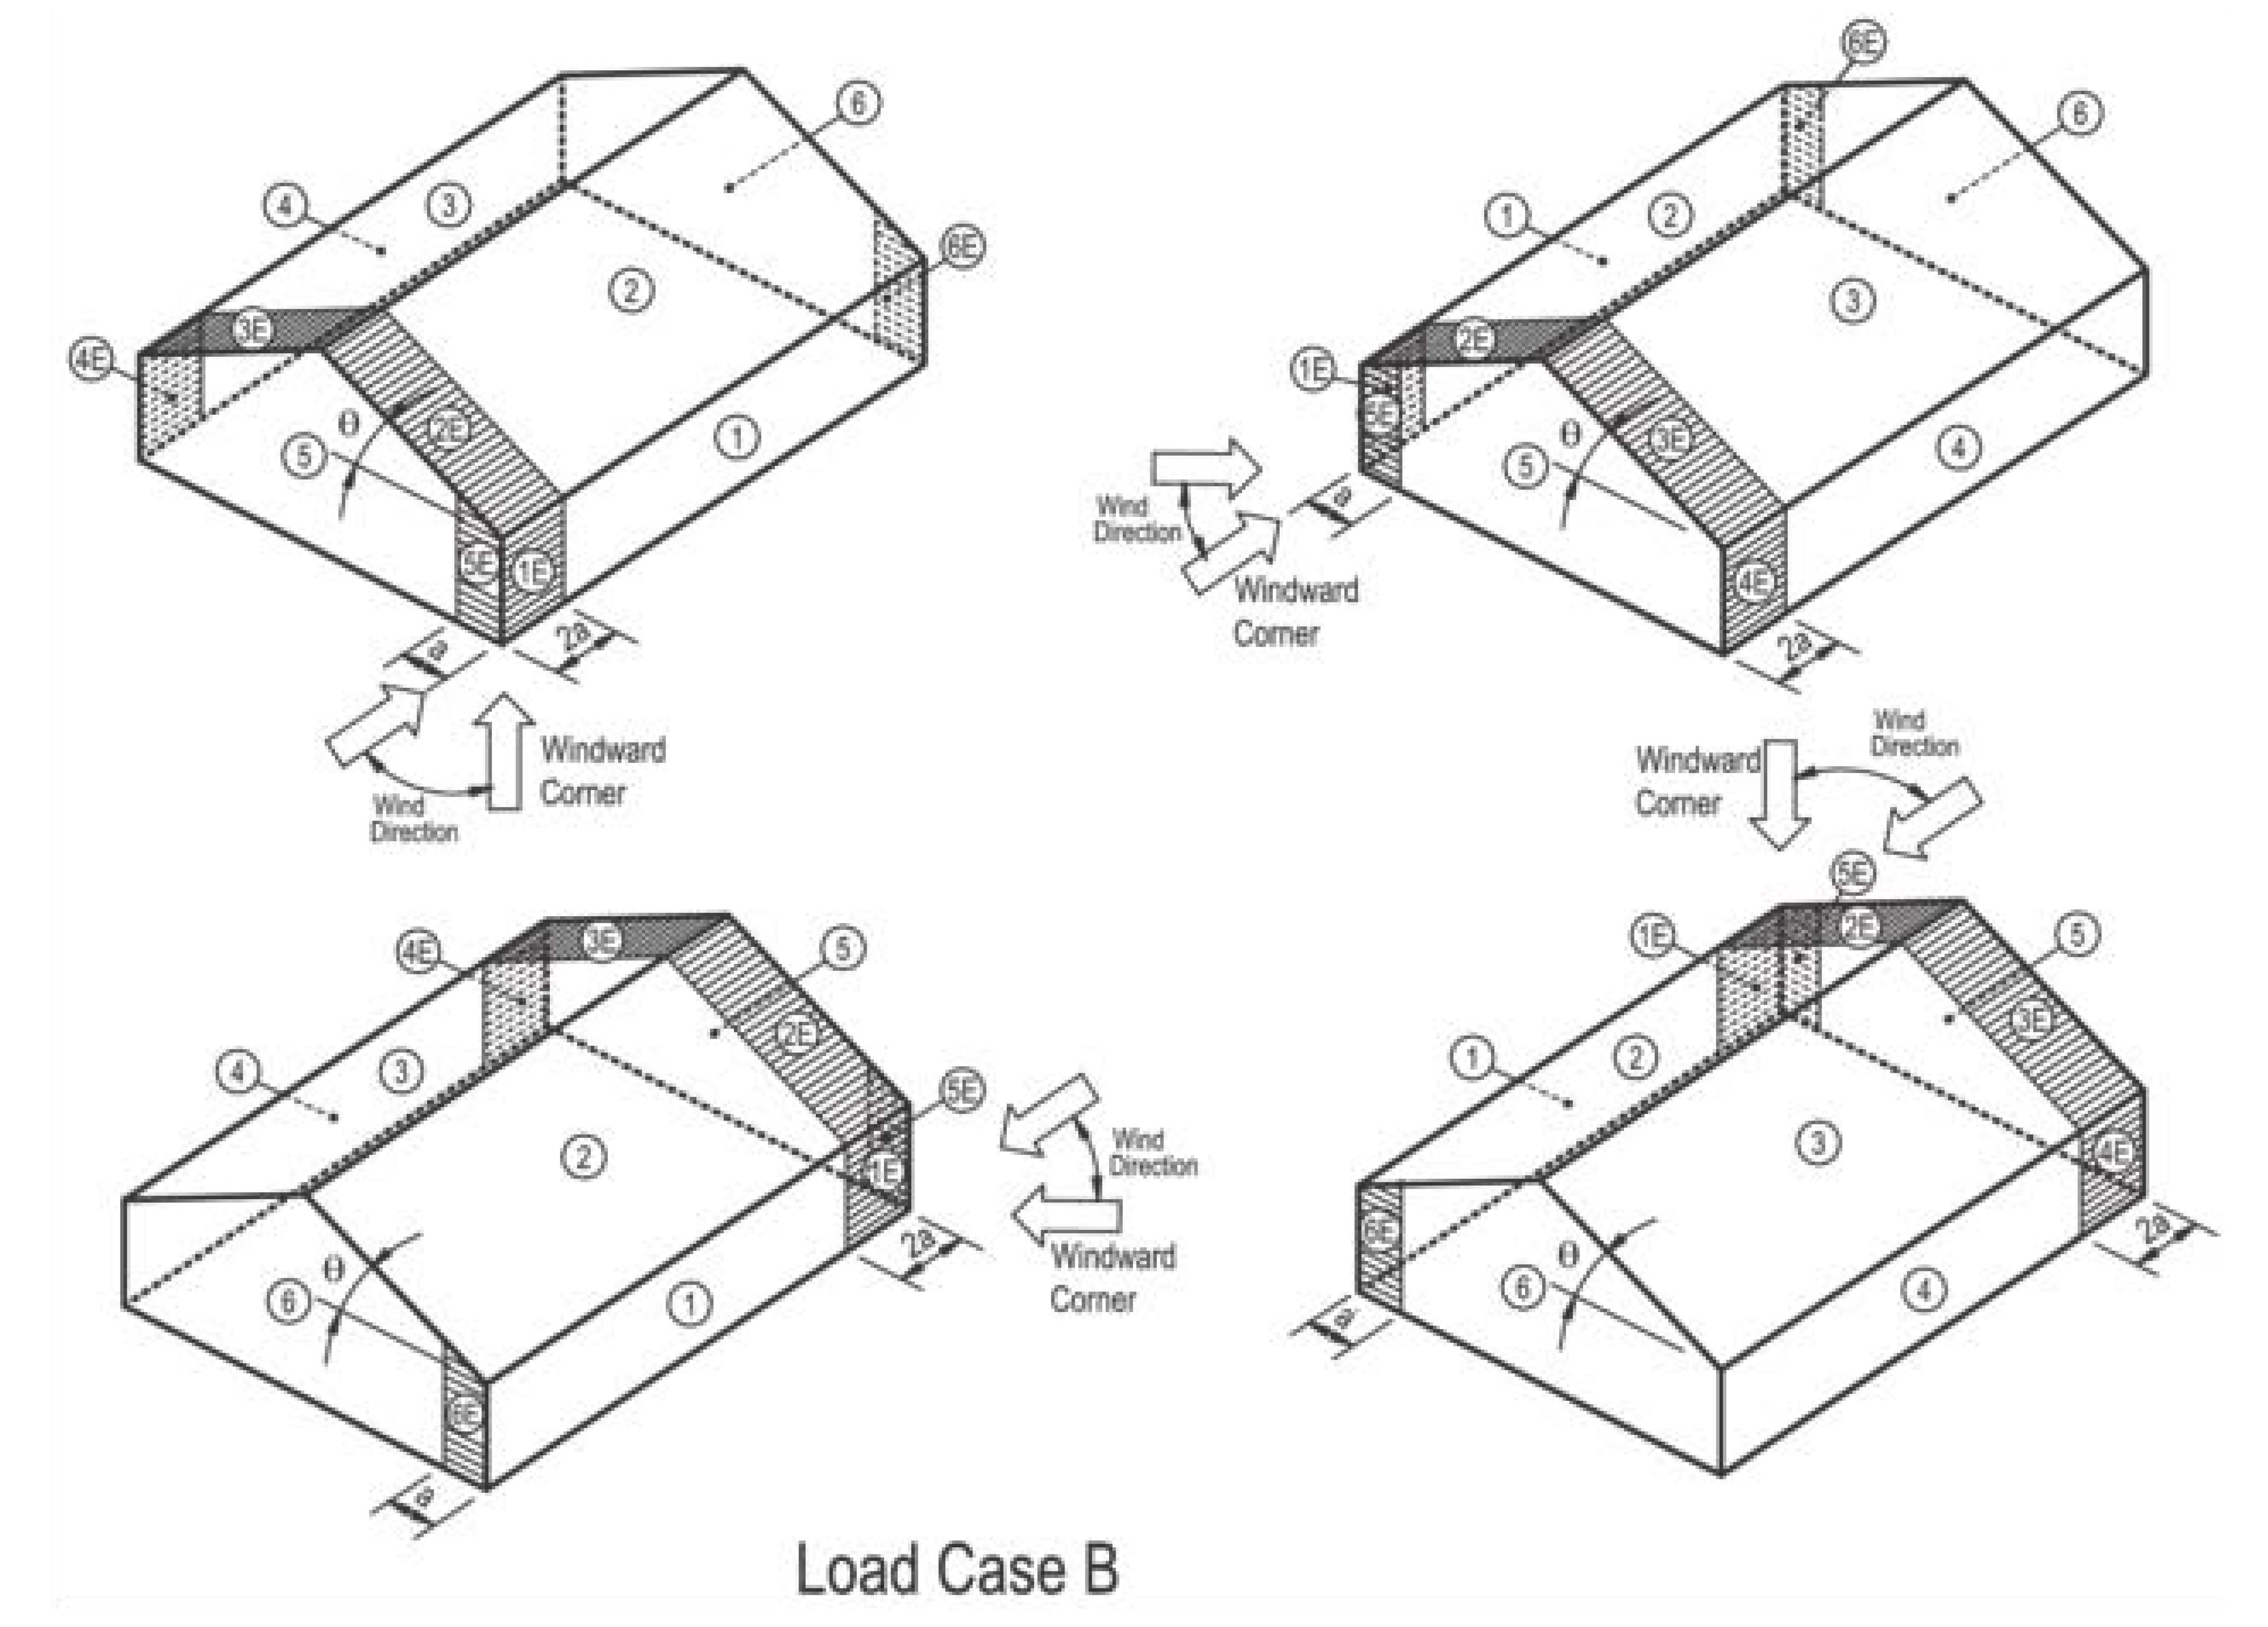 6
4
3
6E
2
3E
4E
θ
2E
5
1
5E
1E
2a
a
Windward
Corner
Wind
Direction
6E
6
1
2
3
2E
1E
5E
θ
3E
5
4
Wind
Direction
a
Windward
Corner
4E
2a
Wind
Direction
Windward
Corner
3E
4E
5
2E
4
3
5E
2
Wind
Direction
1E
2a
Windward
Corner
θ
6
1
6E
a
5E
2E
1E
5
3E
1
2
3
4E
2a
6E
θ
6
4
a
Load Case B